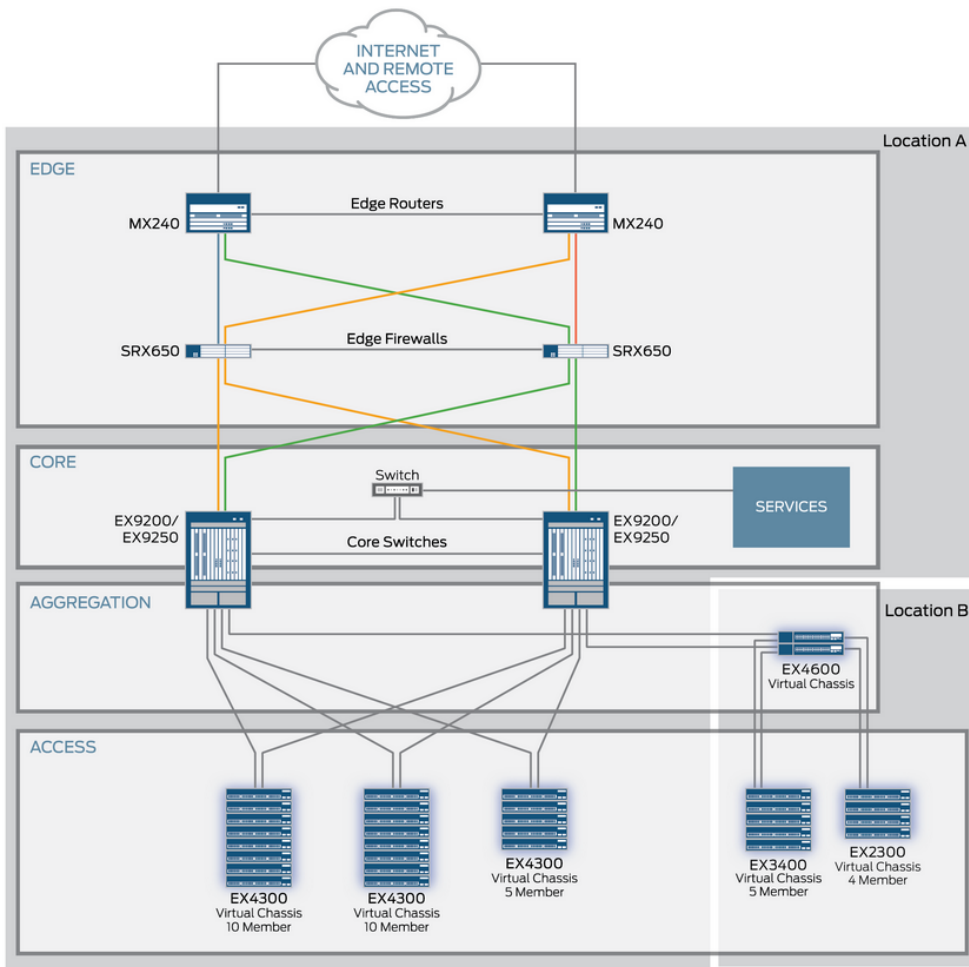 INTERNET
AND REMOTE
ACCESS
Location A
EDGE
Edge Routers
MX240
MX240
Edge Firewalls
SRX650
SRX650
CORE
Switch
SERVICES
EX9200/
EX9250
EX9200/
EX9250
Core Switches
AGGREGATION
Location B
EX4600
Virtual Chassis
ACCESS
EX4300
Virtual Chassis
10 Member
EX4300
Virtual Chassis
10 Member
EX4300
Virtual Chassis
5 Member
EX3400
Virtual Chassis
5 Member
EX2300
Virtual Chassis
4 Member